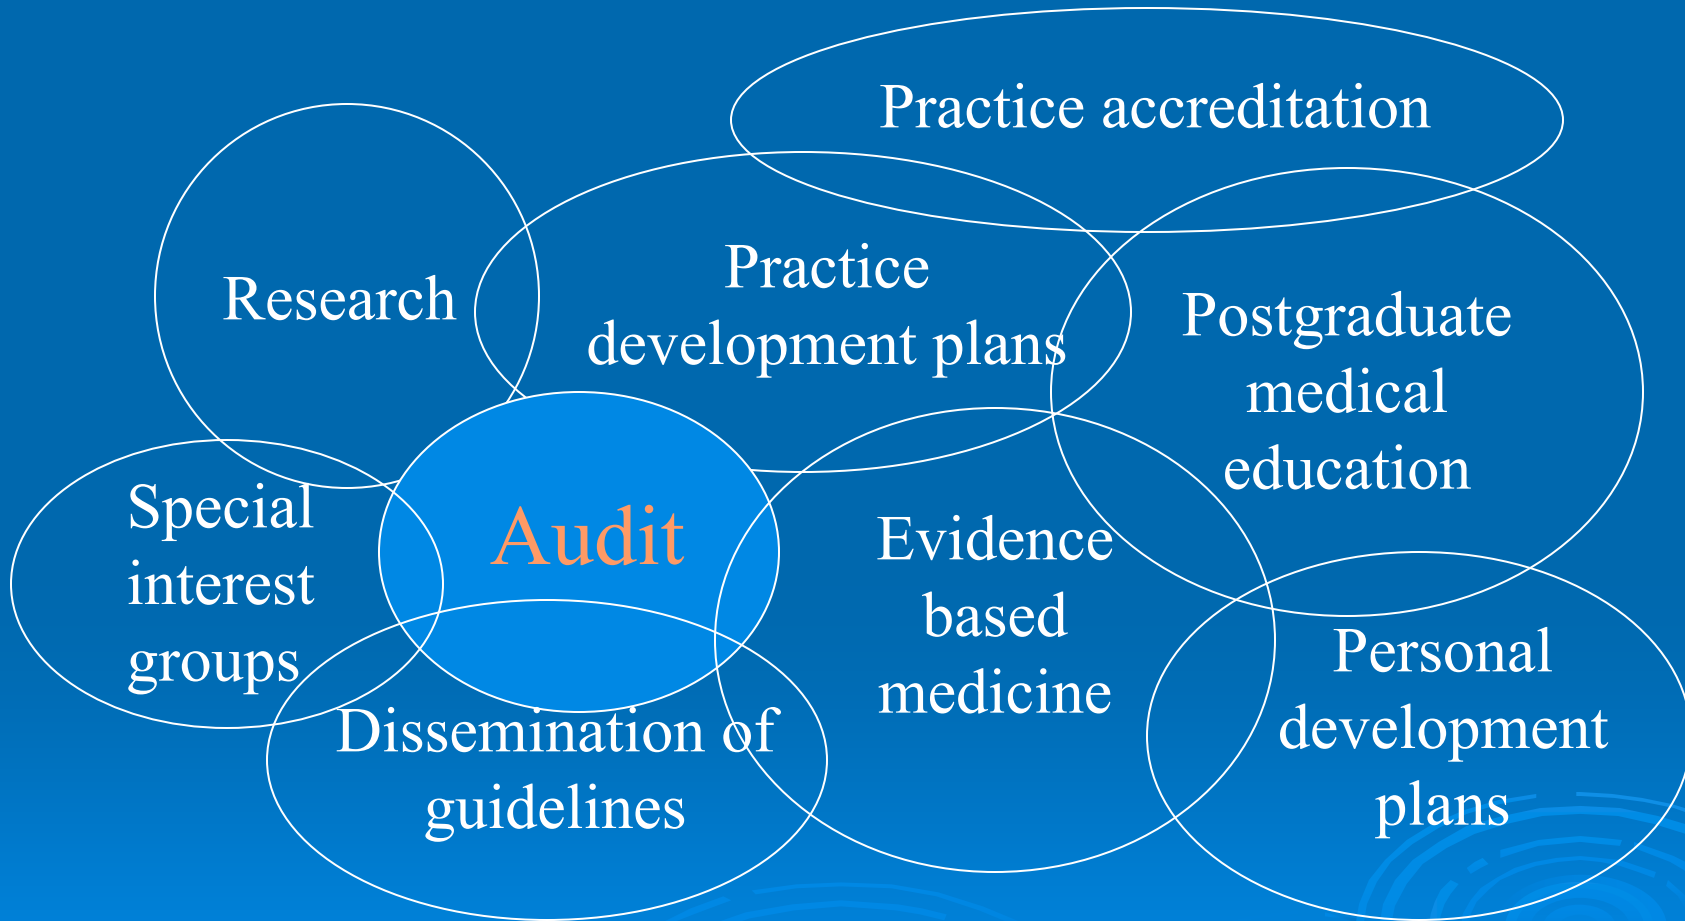 Practice accreditation
Research
Practice
development plans
Postgraduate
medical
education
Special
interest
groups
Audit
Evidence
based
medicine
Personal
development
plans
Dissemination of
guidelines